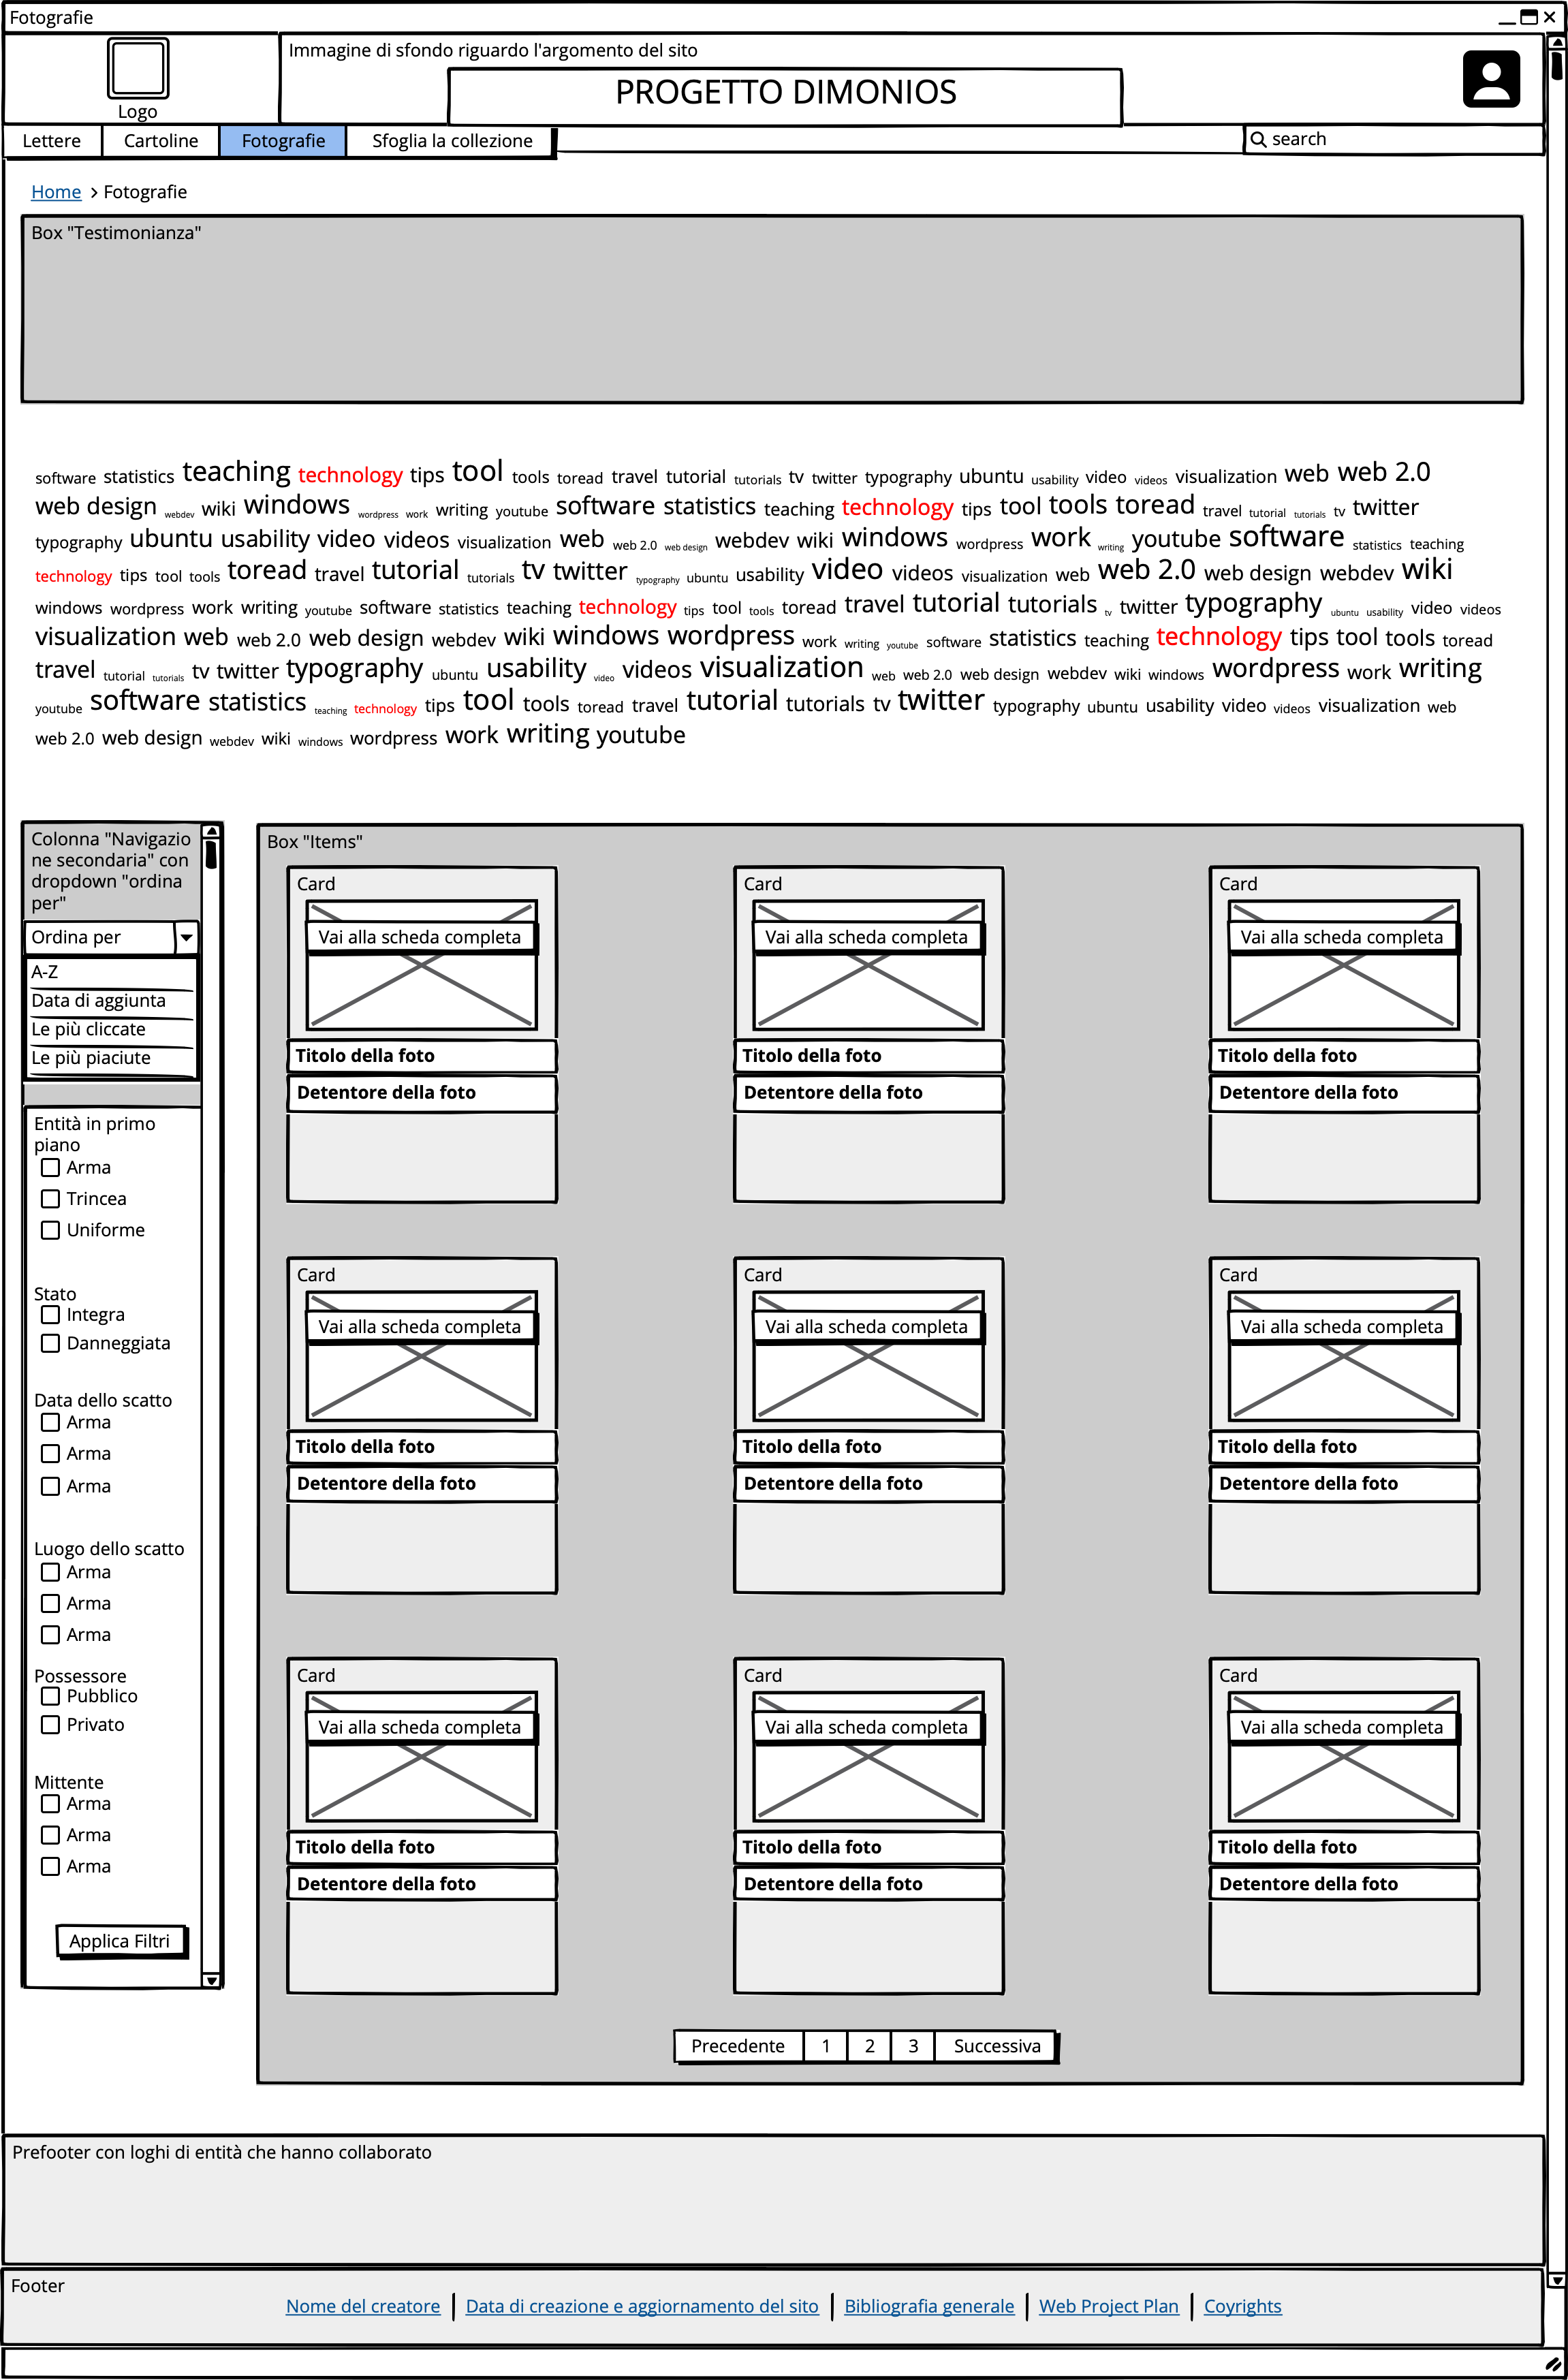 Fotografie
Immagine di sfondo riguardo l'argomento del sito
PROGETTO DIMONIOS
Logo
Lettere Cartoline Fotografie Sfoglia la collezione search
Home > Fotografie
Box "Testimonianza"
software statistics teaching technology tips tool tools toread travel tutorial tutorials tv twitter typography ubuntu usability video videos visualization web web 2.0
web design webdev wiki windows wordpress work writing youtube software statistics teaching technology tips tool tools toread travel tutorial tutorials tv twitter
typography ubuntu usability video videos visualization web web 2.0 web design webdev wiki windows wordpress work writing youtube software statistics teaching
technology tips tool tools toread travel tutorial tutorials tv twitter typography ubuntu usability video videos visualization web web 2.0 web design webdev wiki
windows wordpress work writing youtube software statistics teaching technology tips tool tools toread travel tutorial tutorials tv twitter typography ubuntu usability video videos
visualization web web 2.0 web design webdev wiki windows wordpress work writing youtube software statistics teaching technology tips tool tools toread
travel tutorial tutorials tv twitter typography ubuntu usability video videos visualization web web 2.0 web design webdev wiki windows wordpress work writing
youtube software statistics teaching technology tips tool tools toread travel tutorial tutorials tv twitter typography ubuntu usability video videos visualization web
web 2.0 web design webdev wiki windows wordpress work writing youtube
Colonna "Navigazio
ne secondaria" con
dropdown "ordina
per"
Ordina per
A-Z
Data di aggiunta
Le più cliccate
Le più piaciute
Entità in primo
piano
Arma
Trincea
Uniforme
Stato
Integra
Danneggiata
Data dello scatto
Arma
Arma
Arma
Luogo dello scatto
Arma
Arma
Arma
Possessore
Pubblico
Privato
Mittente
Arma
Arma
Arma
Applica Filtri
Box "Items"
Card Card Card
Vai alla scheda completa Vai alla scheda completa Vai alla scheda completa
Titolo della foto Titolo della foto Titolo della foto
Detentore della foto Detentore della foto Detentore della foto
Card Card Card
Vai alla scheda completa Vai alla scheda completa Vai alla scheda completa
Titolo della foto Titolo della foto Titolo della foto
Detentore della foto Detentore della foto Detentore della foto
Card Card Card
Vai alla scheda completa Vai alla scheda completa Vai alla scheda completa
Titolo della foto Titolo della foto Titolo della foto
Detentore della foto Detentore della foto Detentore della foto
Precedente 1 2 3 Successiva
Prefooter con loghi di entità che hanno collaborato
Footer
Nome del creatore | Data di creazione e aggiornamento del sito | Bibliografia generale | Web Project Plan | Coyrights